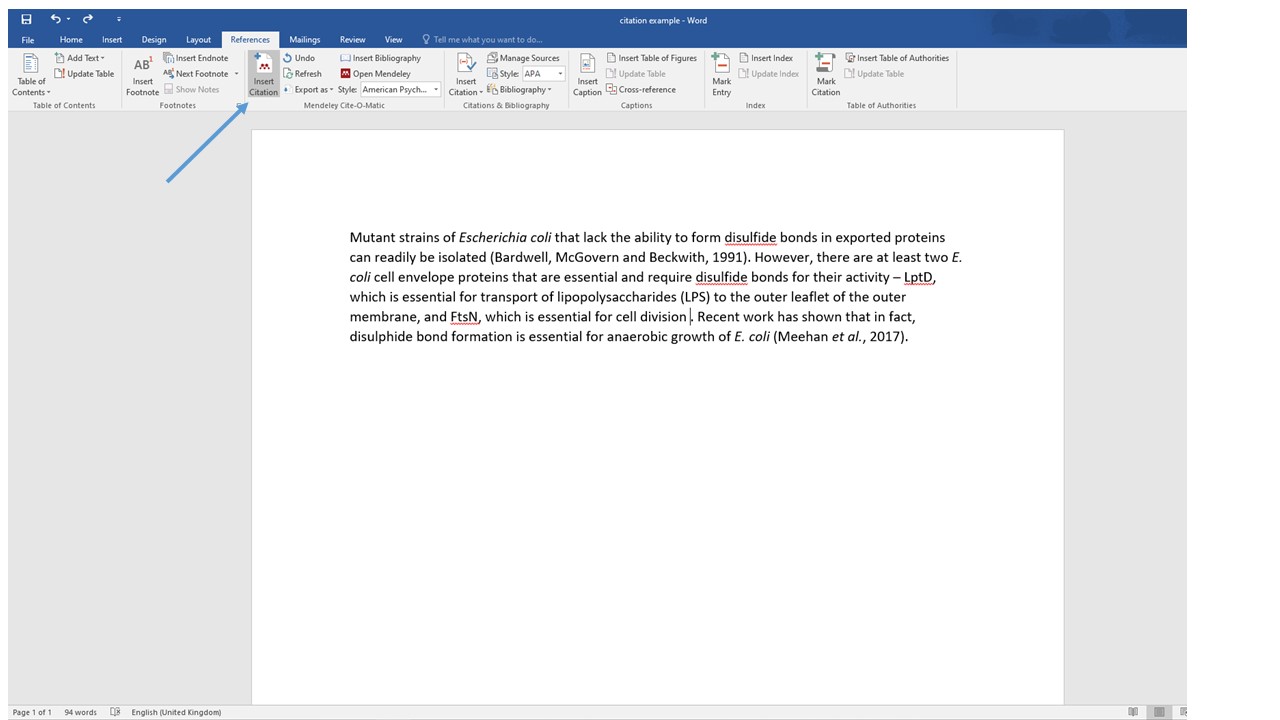 citation example - Word
File Home Insert Design Layout References Mailings Review View Tell me what you want to do...
Table of Contents
Add Text
Update Table
Table of Contents
AB1
Insert Footnote
Insert Endnote
Next Footnote
Show Notes
Footnotes
Insert Citation
Undo
Refresh
Export as
Insert Bibliography
Open Mendeley
Style: American Psych...
Mendeley Cite-O-Matic
Insert Citation
Manage Sources
Style: APA
Bibliography
Citations & Bibliography
Insert Caption
Insert Table of Figures
Update Table
Cross-reference
Captions
Mark Entry
Insert Index
Update Index
Index
Mark Citation
Insert Table of Authorities
Update Table
Table of Authorities
Mutant strains of Escherichia coli that lack the ability to form disulfide bonds in exported proteins
can readily be isolated (Bardwell, McGovern and Beckwith, 1991). However, there are at least two E.
coli cell envelope proteins that are essential and require disulfide bonds for their activity – LptD,
which is essential for transport of lipopolysaccharides (LPS) to the outer leaflet of the outer
membrane, and FtsN, which is essential for cell division . Recent work has shown that in fact,
disulphide bond formation is essential for anaerobic growth of E. coli (Meehan et al., 2017).
Page 1 of 1 94 words English (United Kingdom)